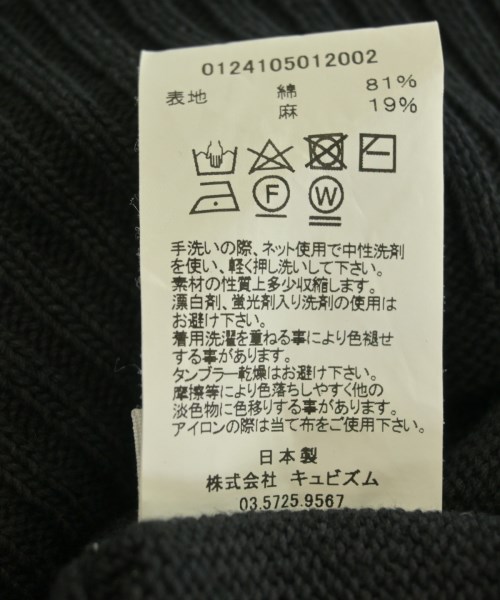 0124105012002
表地 綿 81%
麻 19%
F W
手洗いの際、ネット使用で中性洗剤
を使い、軽く押し洗いして下さい。
素材の性質上多少収縮します。
漂白剤、蛍光剤入り洗剤の使用は
お避け下さい。
着用洗濯を重ねる事により色褪せ
する事があります。
タンブラー乾燥はお避け下さい。
摩擦等により色落ちしやすく他の
淡色物に色移りする事があります。
アイロンの際は当て布をご使用下さい。
日本製
株式会社 キュビズム
03.5725.9567